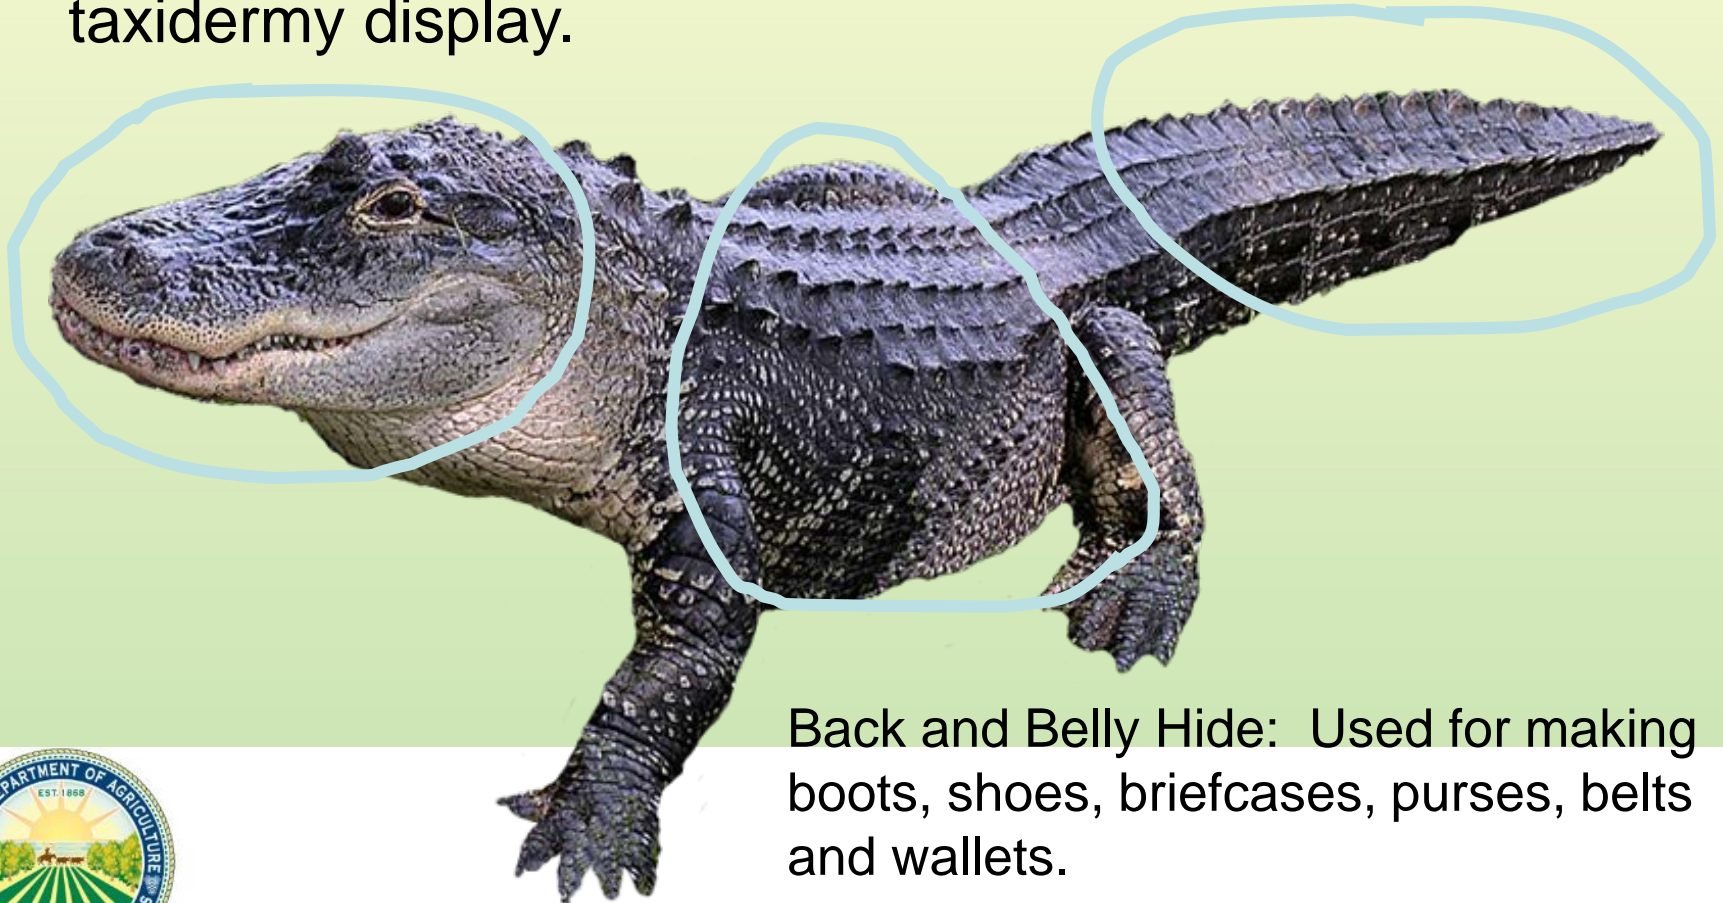 taxidermy display.
Back and Belly Hide:  Used for making
boots, shoes, briefcases, purses, belts
and wallets.
EST. 1868
OF AGRICULTURE